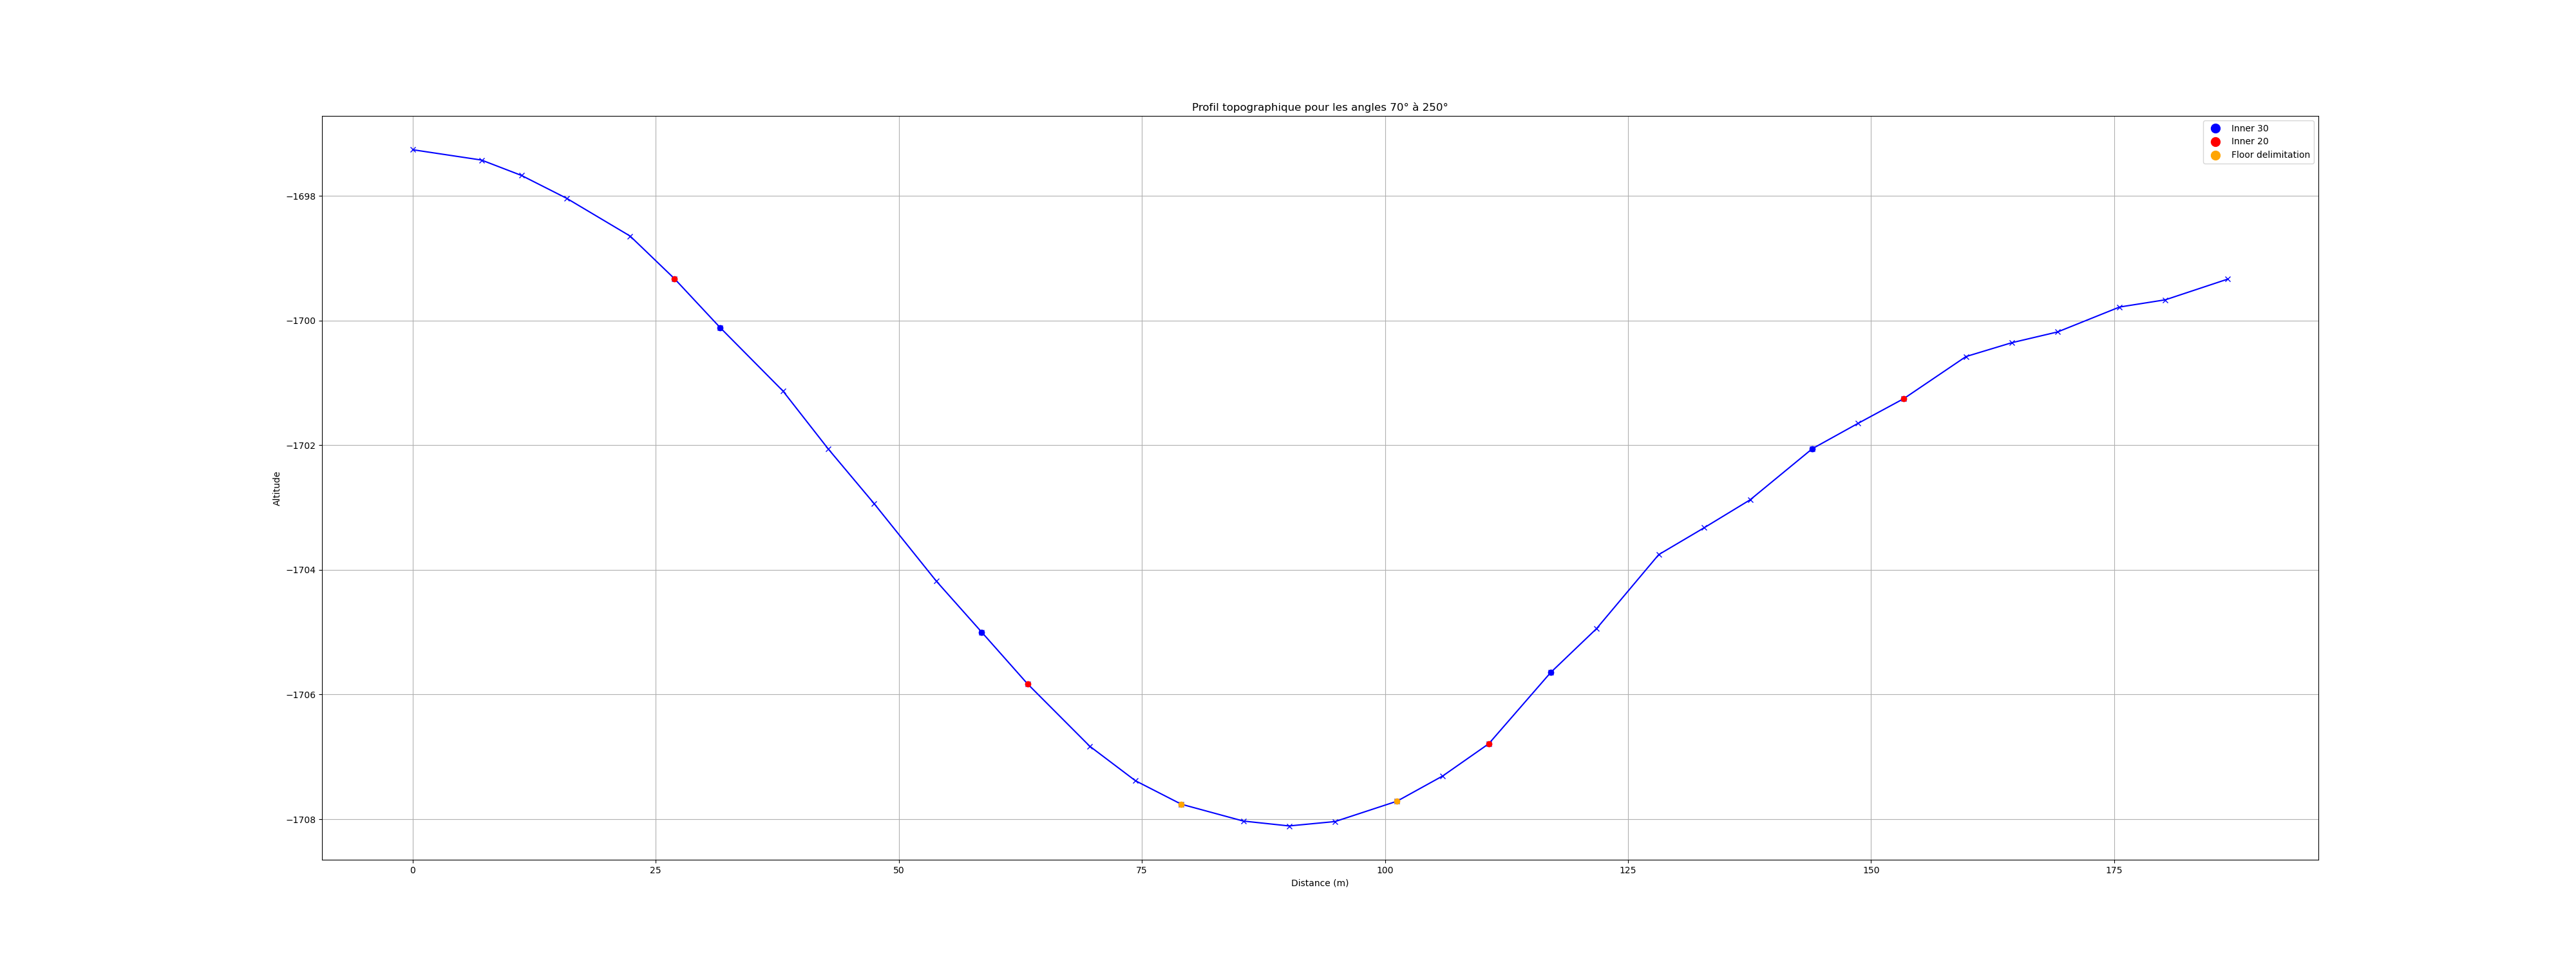 Profil topographique pour les angles 70° à 250°
Inner 30
Inner 20
Floor delimitation
−1698
−1700
−1702
−1704
−1706
−1708
Altitude
0 25 50 75 100 125 150 175
Distance (m)